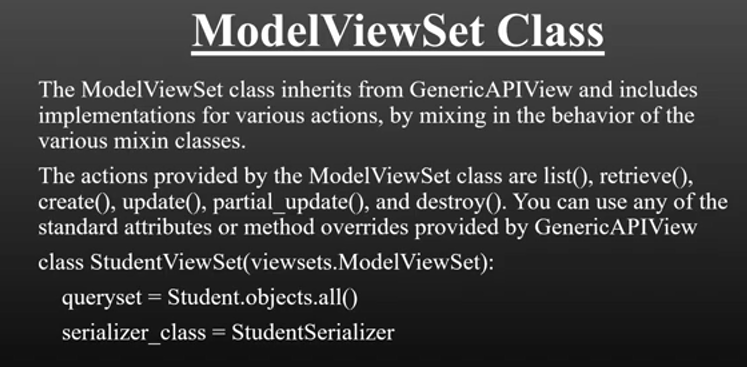 ModelViewSet Class
The ModelViewSet class inherits from GenericAPIView and includes
implementations for various actions, by mixing in the behavior of the
various mixin classes.
The actions provided by the ModelViewSet class are list(), retrieve(),
create(), update(), partial_update(), and destroy(). You can use any of the
standard attributes or method overrides provided by GenericAPIView
class StudentViewSet(viewsets.ModelViewSet):
queryset = Student.objects.all()
serializer_class = StudentSerializer